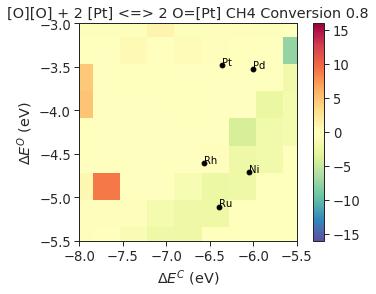 [O][O] + 2 [Pt] <=> 2 O=[Pt] CH4 Conversion 0.8
−3.0
−3.5
−4.0
−4.5
−5.0
−5.5
ΔE^O (eV)
Pt
Pd
Rh
Ni
Ru
−8.0 −7.5 −7.0 −6.5 −6.0 −5.5
ΔE^C (eV)
15
10
5
0
−5
−10
−15